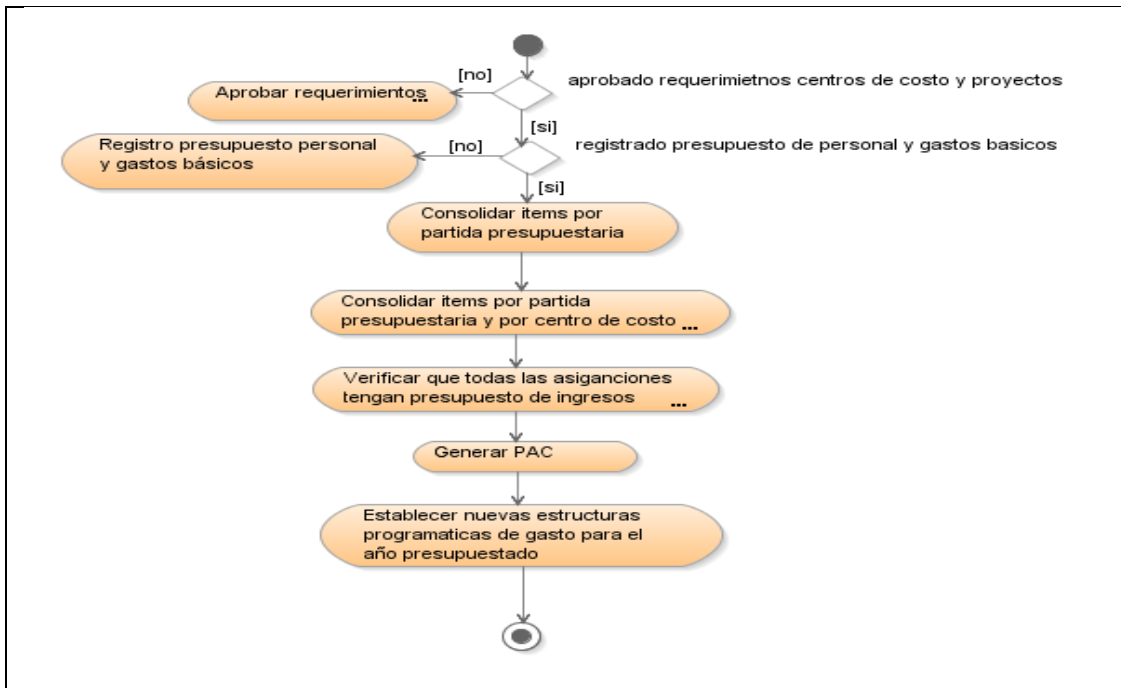 [no]
aprobado requerimietnos centros de costo y proyectos
Aprobar requerimientos
...
[si]
Registro presupuesto personal
y gastos básicos
[no]
registrado presupuesto de personal y gastos basicos
[si]
Consolidar items por
partida presupuestaria
Consolidar items por partida
presupuestaria y por centro de costo
...
Verificar que todas las asiganciones
tengan presupuesto de ingresos
...
Generar PAC
Establecer nuevas estructuras
programaticas de gasto para el
año presupuestado